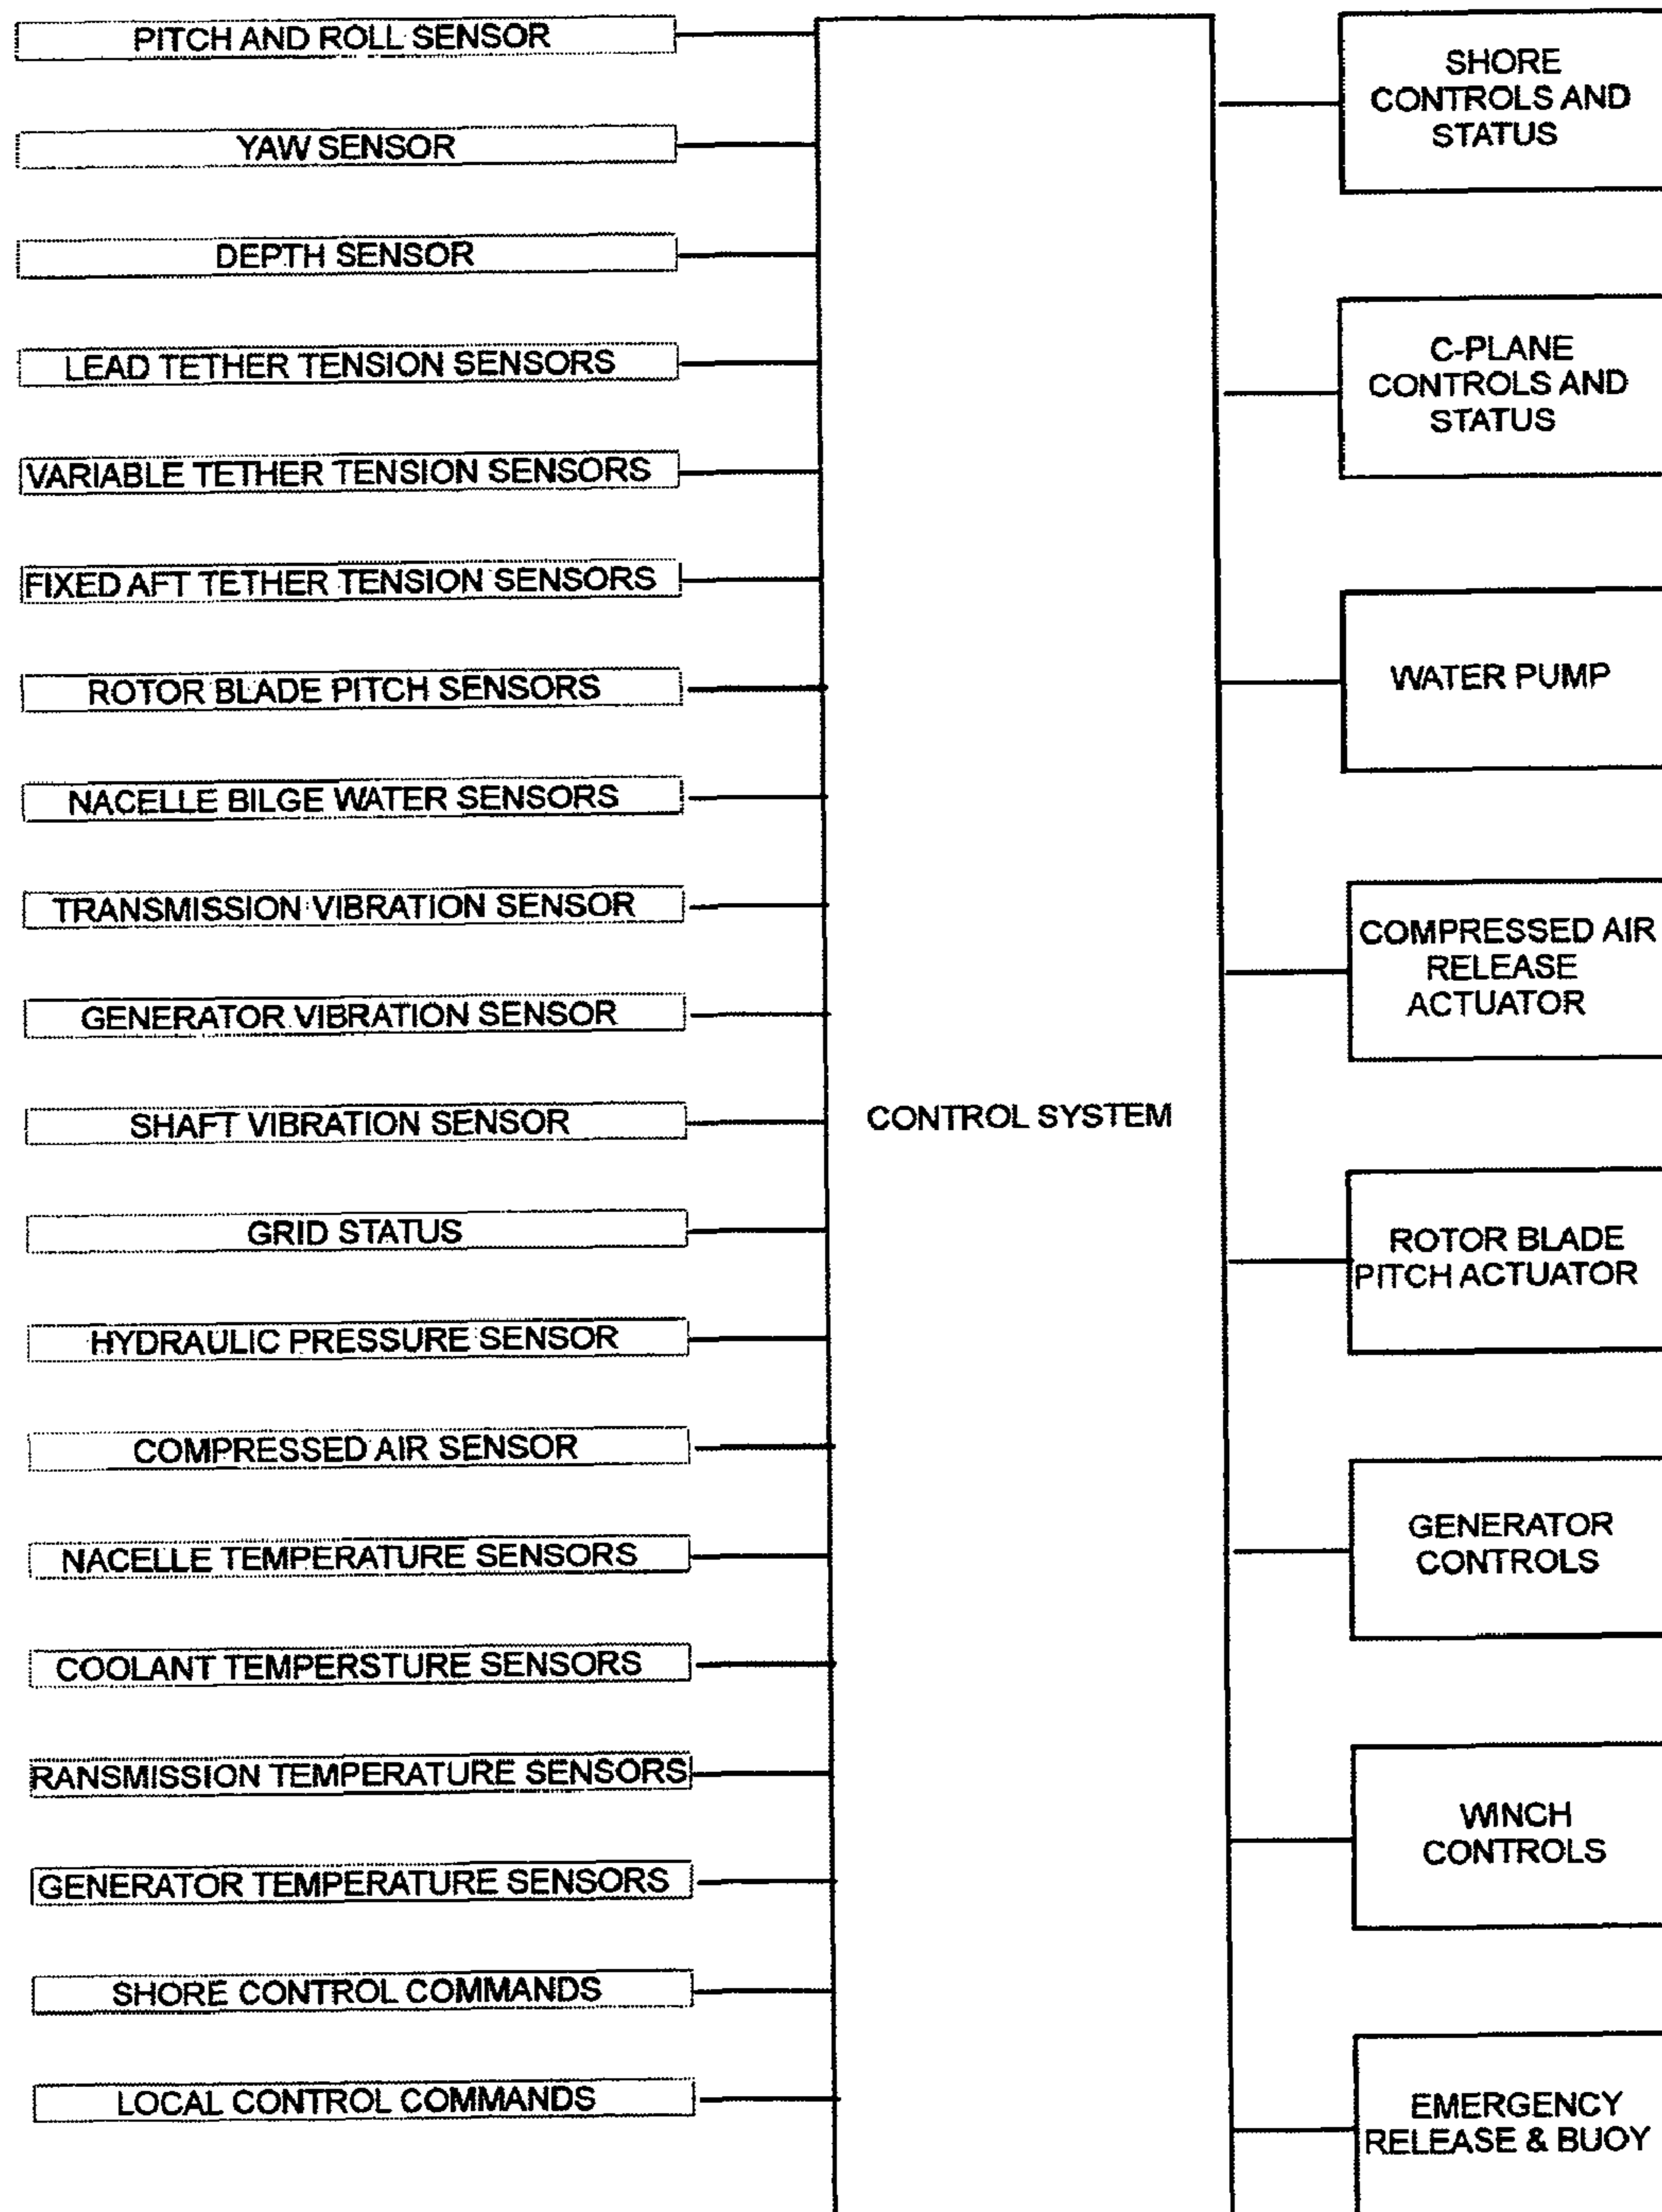 PITCH AND ROLL SENSOR
YAW SENSOR
DEPTH SENSOR
LEAD TETHER TENSION SENSORS
VARIABLE TETHER TENSION SENSORS
FIXED AFT TETHER TENSION SENSORS
ROTOR BLADE PITCH SENSORS
NACELLE BILGE WATER SENSORS
TRANSMISSION VIBRATION SENSOR
GENERATOR VIBRATION SENSOR
SHAFT VIBRATION SENSOR
GRID STATUS
HYDRAULIC PRESSURE SENSOR
COMPRESSED AIR SENSOR
NACELLE TEMPERATURE SENSORS
COOLANT TEMPERSTURE SENSORS
RANSMISSION TEMPERATURE SENSORS
GENERATOR TEMPERATURE SENSORS
SHORE CONTROL COMMANDS
LOCAL CONTROL COMMANDS
CONTROL SYSTEM
SHORE
CONTROLS AND
STATUS
C-PLANE
CONTROLS AND
STATUS
WATER PUMP
COMPRESSED AIR
RELEASE
ACTUATOR
ROTOR BLADE
PITCH ACTUATOR
GENERATOR
CONTROLS
WINCH
CONTROLS
EMERGENCY
RELEASE & BUOY